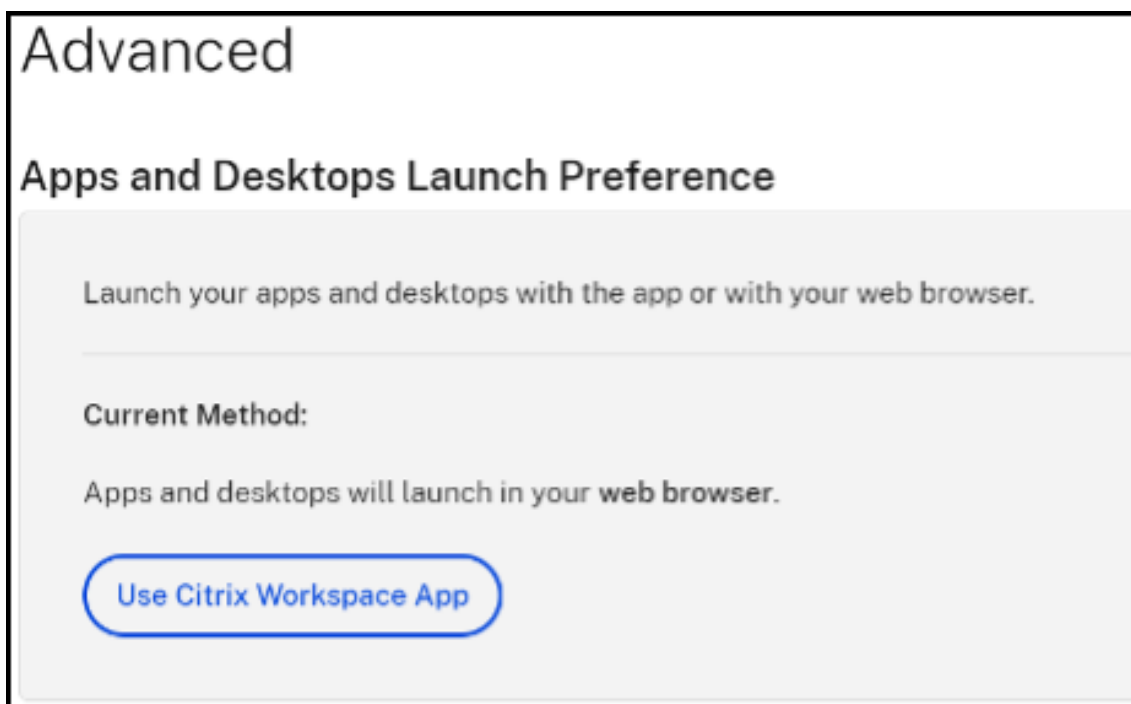 Advanced
Apps and Desktops Launch Preference
Launch your apps and desktops with the app or with your web browser.
Current Method:
Apps and desktops will launch in your web browser.
Use Citrix Workspace App